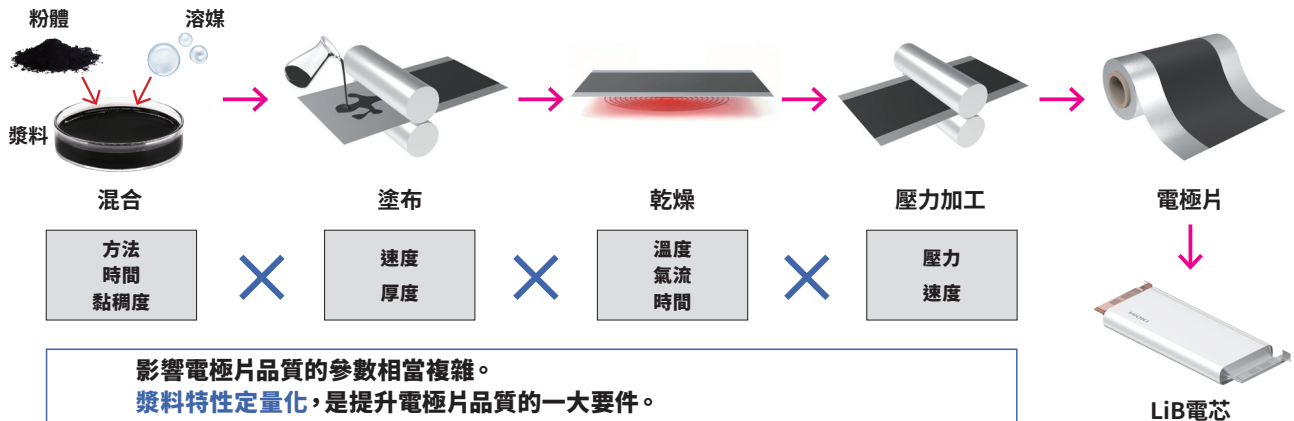 粉體
溶媒
漿料
混合
塗布
乾燥
壓力加工
電極片
方法
時間
黏稠度
速度
厚度
溫度
氣流
時間
壓力
速度
HIOKI
影響電極片品質的參數相當複雜。
漿料特性定量化，是提升電極片品質的一大要件。
LiB電芯